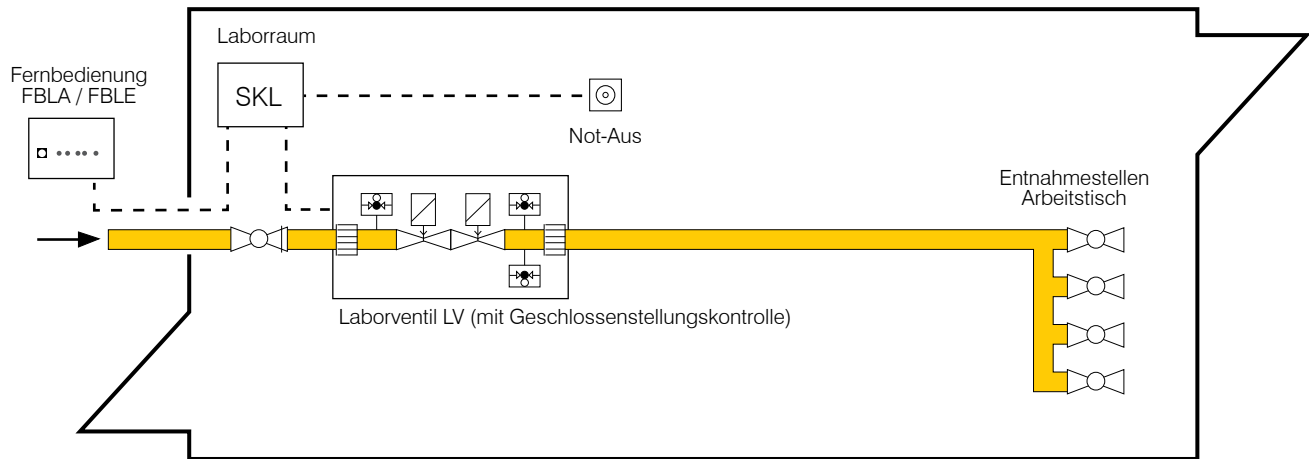 Laborraum
Fernbedienung
FBLA / FBLE
SKL
Not-Aus
Entnahmestellen
Arbeitstisch
Laborventil LV (mit Geschlossenstellungskontrolle)